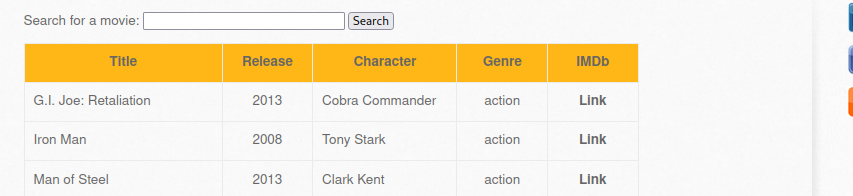 Search for a movie: Search
Title Release Character Genre IMDb
G.I. Joe: Retaliation 2013 Cobra Commander action Link
Iron Man 2008 Tony Stark action Link
Man of Steel 2013 Clark Kent action Link